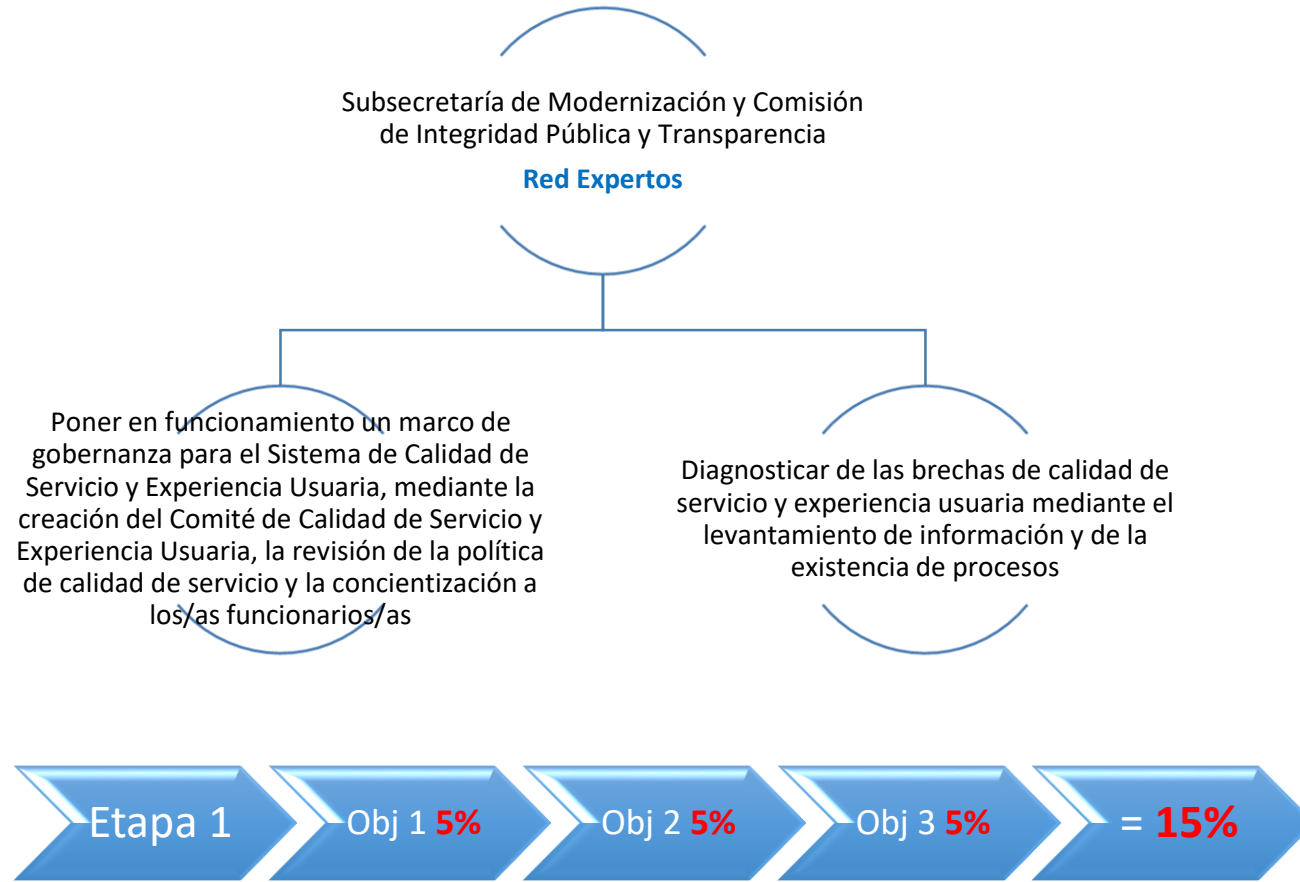 Subsecretaría de Modernización y Comisión
de Integridad Pública y Transparencia
Red Expertos
Poner en funcionamiento un marco de
gobernanza para el Sistema de Calidad de
Servicio y Experiencia Usuaria, mediante la
creación del Comité de Calidad de Servicio y
Experiencia Usuaria, la revisión de la política
de calidad de servicio y la concientización a
los/as funcionarios/as
Diagnosticar de las brechas de calidad de
servicio y experiencia usuaria mediante el
levantamiento de información y de la
existencia de procesos
Etapa 1
Obj 1 5%
Obj 2 5%
Obj 3 5%
= 15%